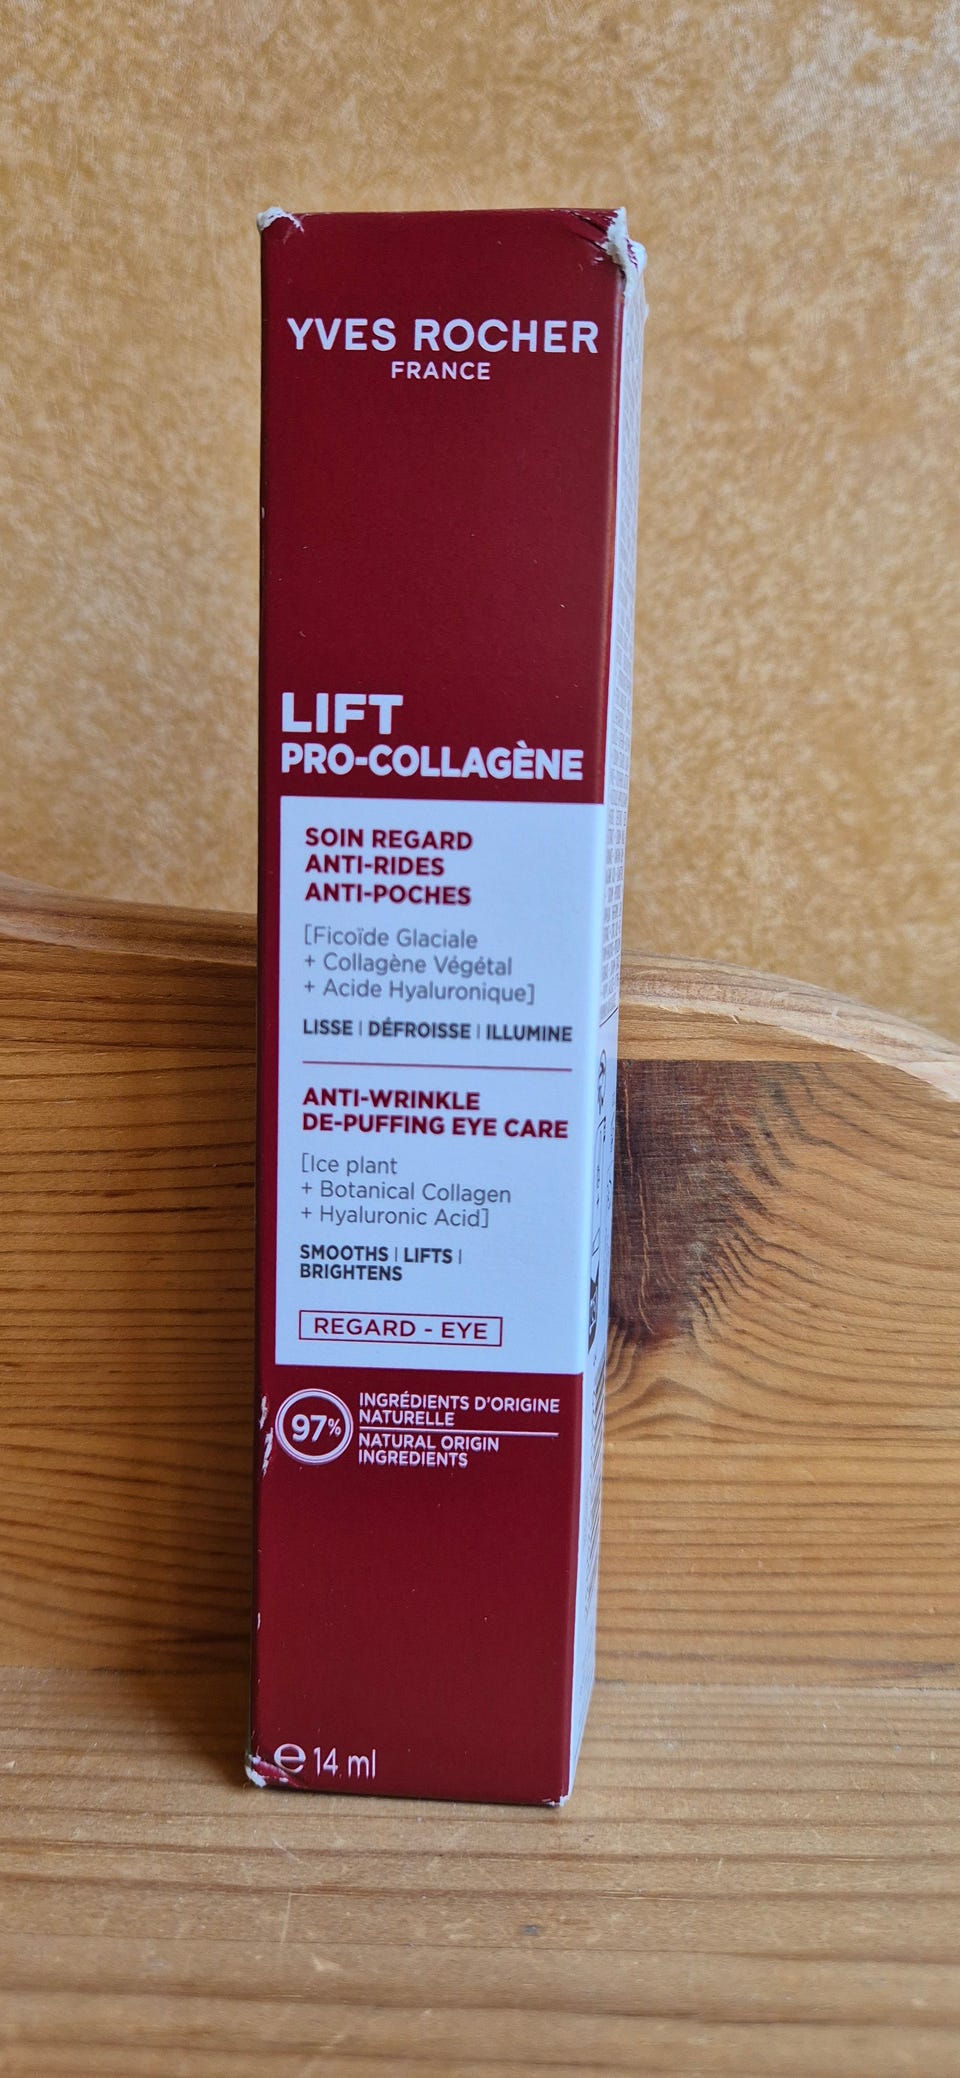 YVES ROCHER
FRANCE
LIFT
PRO-COLLAGÈNE
SOIN REGARD
ANTI-RIDES
ANTI-POCHES
[Ficoïde Glaciale
+ Collagène Végétal
+ Acide Hyaluronique]
LISSE | DÉFROISSE | ILLUMINE
ANTI-WRINKLE
DE-PUFFING EYE CARE
[Ice plant
+ Botanical Collagen
+ Hyaluronic Acid]
SMOOTHS | LIFTS |
BRIGHTENS
REGARD - EYE
97%
INGRÉDIENTS D'ORIGINE
NATURELLE
NATURAL ORIGIN
INGREDIENTS
℮ 14 ml